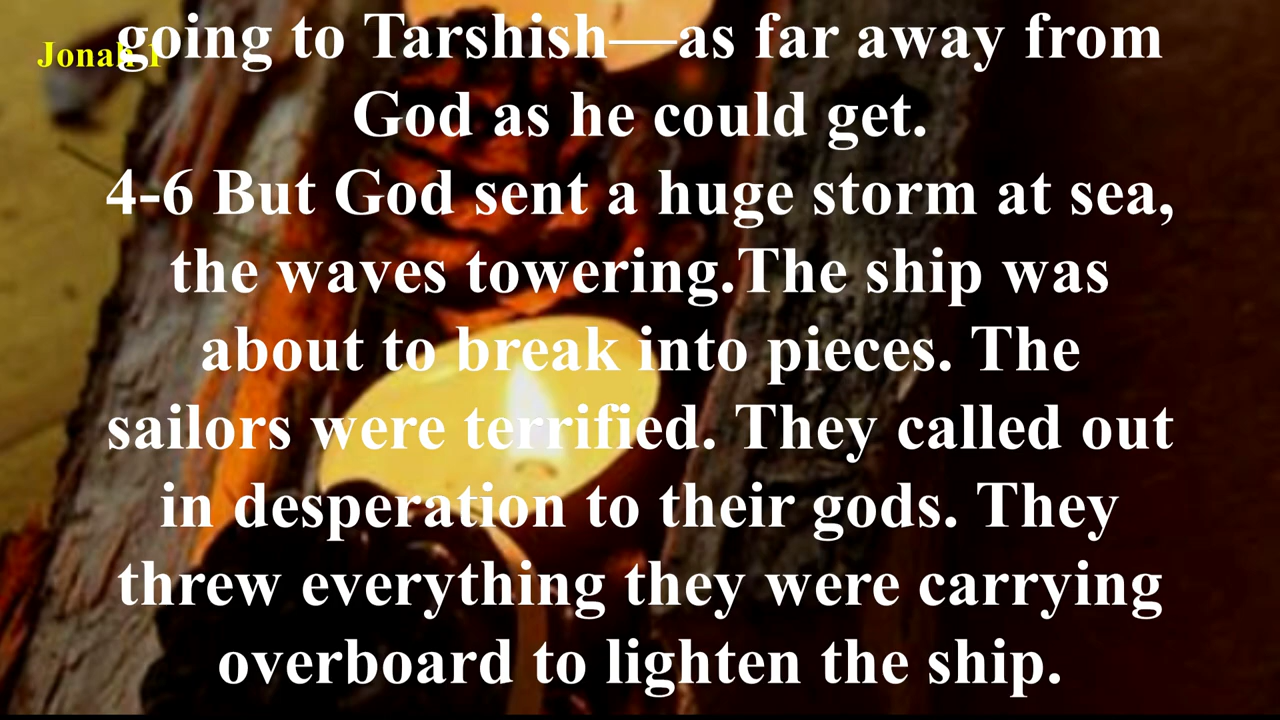 Jonah 1
going to Tarshish—as far away from
God as he could get.
4-6 But God sent a huge storm at sea,
the waves towering.The ship was
about to break into pieces. The
sailors were terrified. They called out
in desperation to their gods. They
threw everything they were carrying
overboard to lighten the ship.